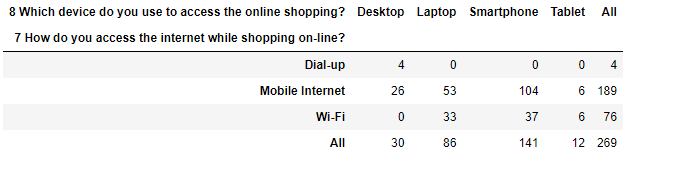 8 Which device do you use to access the online shopping? Desktop Laptop Smartphone Tablet All
7 How do you access the internet while shopping on-line?
Dial-up 4 0 0 0 4
Mobile Internet 26 53 104 6 189
Wi-Fi 0 33 37 6 76
All 30 86 141 12 269